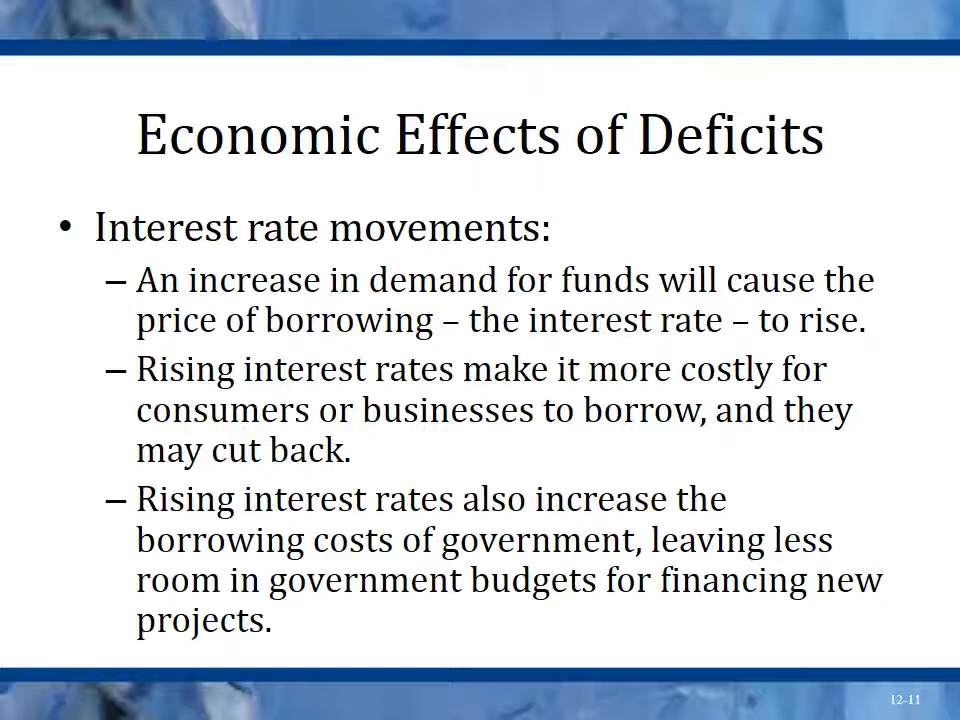 Economic Effects of Deficits
• Interest rate movements:
– An increase in demand for funds will cause the
price of borrowing – the interest rate – to rise.
– Rising interest rates make it more costly for
consumers or businesses to borrow, and they
may cut back.
– Rising interest rates also increase the
borrowing costs of government, leaving less
room in government budgets for financing new
projects.
12-11